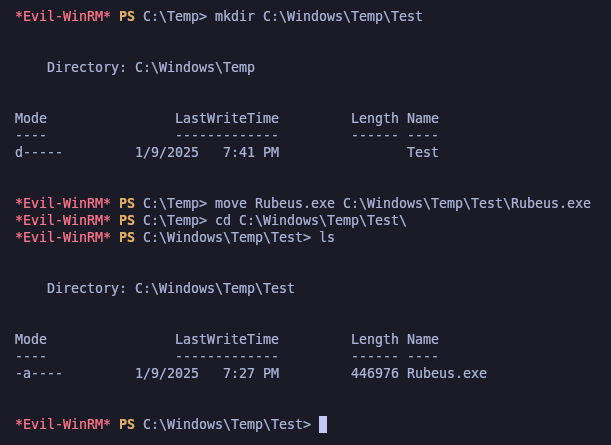 *Evil-WinRM* PS C:\Temp> mkdir C:\Windows\Temp\Test
Directory: C:\Windows\Temp
Mode LastWriteTime Length Name
---- ------------- ------ ----
d----- 1/9/2025 7:41 PM Test
*Evil-WinRM* PS C:\Temp> move Rubeus.exe C:\Windows\Temp\Test\Rubeus.exe
*Evil-WinRM* PS C:\Temp> cd C:\Windows\Temp\Test\
*Evil-WinRM* PS C:\Windows\Temp\Test> ls
Directory: C:\Windows\Temp\Test
Mode LastWriteTime Length Name
---- ------------- ------ ----
-a---- 1/9/2025 7:27 PM 446976 Rubeus.exe
*Evil-WinRM* PS C:\Windows\Temp\Test>